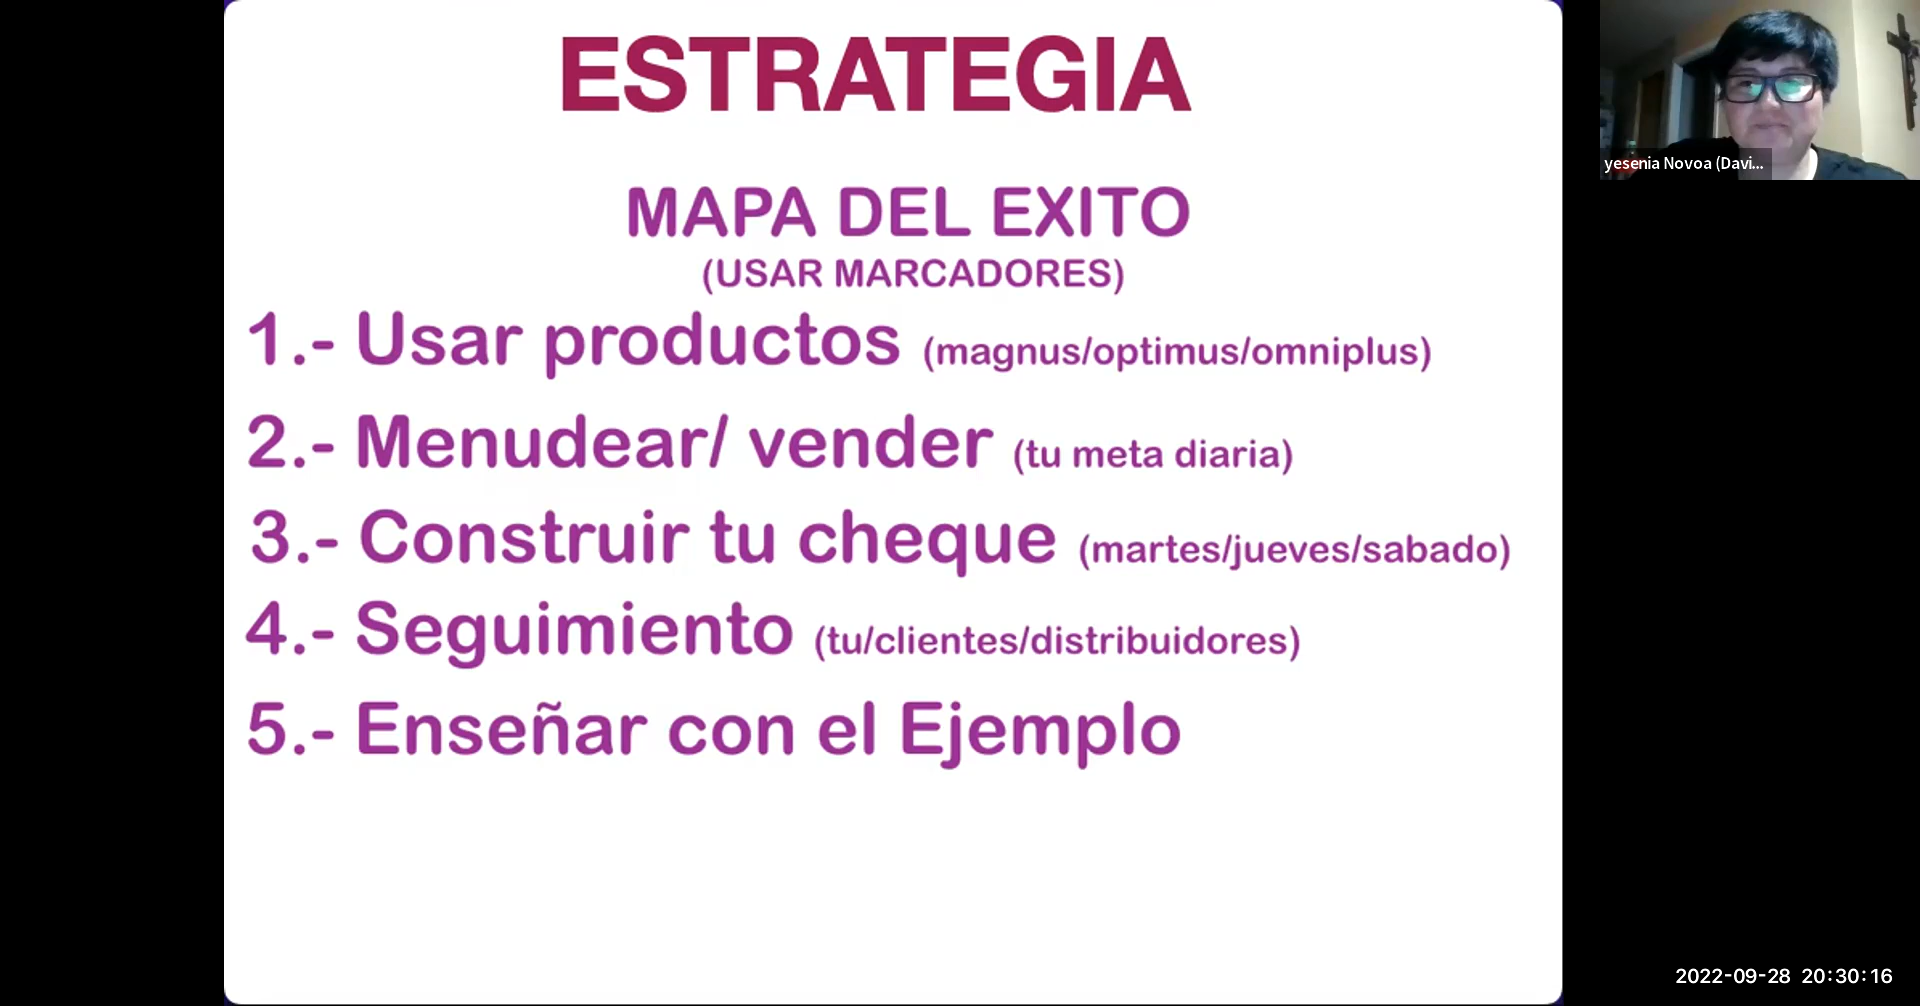 ESTRATEGIA
MAPA DEL EXITO
(USAR MARCADORES)
1.- Usar productos (magnus/optimus/omniplus)
2.- Menudear/ vender (tu meta diaria)
3.- Construir tu cheque (martes/jueves/sabado)
4.- Seguimiento (tu/clientes/distribuidores)
5.- Enseñar con el Ejemplo
yesenia Novoa (Davi...
2022-09-28 20:30:16